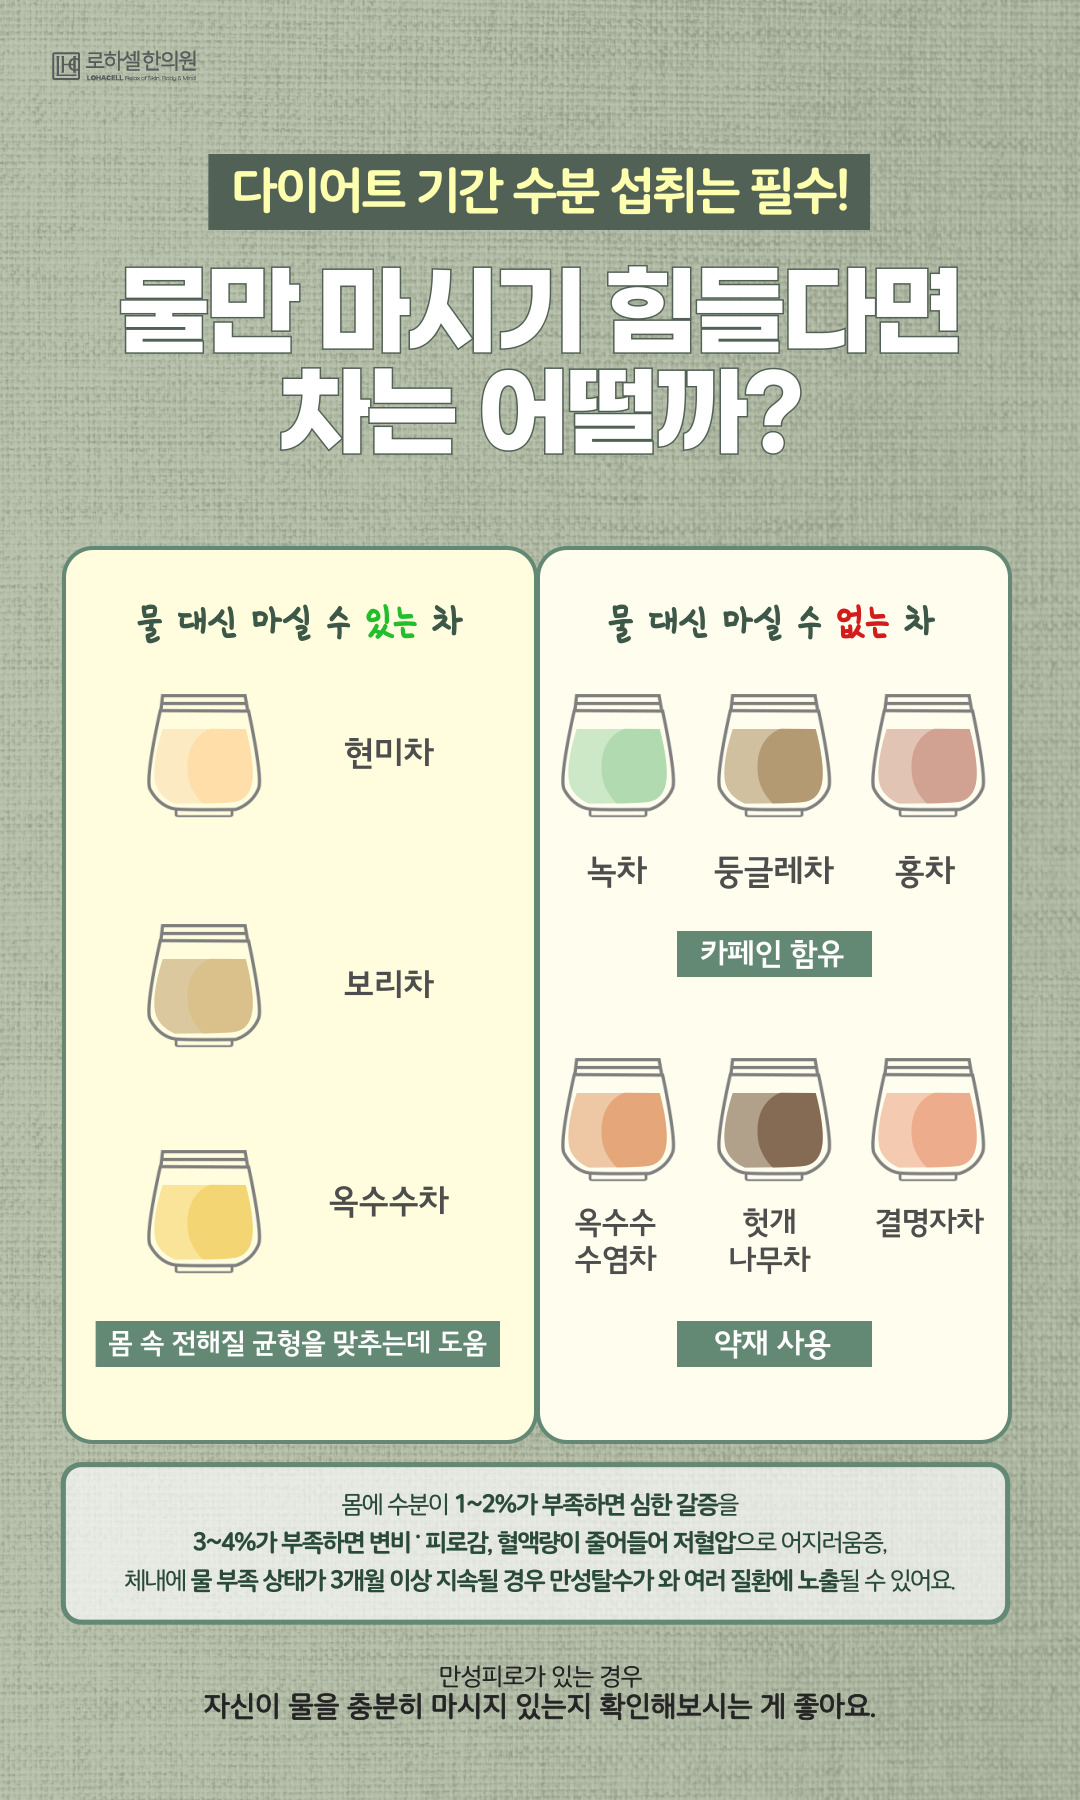 로하셀한의원
LOHACELL Relax of Skin, Body & Mind
다이어트 기간 수분 섭취는 필수!
물만 마시기 힘들다면
차는 어떨까?
물 대신 마실 수 있는 차
현미차
보리차
옥수수차
몸 속 전해질 균형을 맞추는데 도움
물 대신 마실 수 없는 차
녹차 둥글레차 홍차
카페인 함유
옥수수 헛개 결명자차
수염차 나무차
약재 사용
몸에 수분이 1~2%가 부족하면 심한 갈증을
3~4%가 부족하면 변비·피로감, 혈액량이 줄어들어 저혈압으로 어지러움증,
체내에 물 부족 상태가 3개월 이상 지속될 경우 만성탈수가 와 여러 질환에 노출될 수 있어요.
만성피로가 있는 경우
자신이 물을 충분히 마시지 있는지 확인해보시는 게 좋아요.